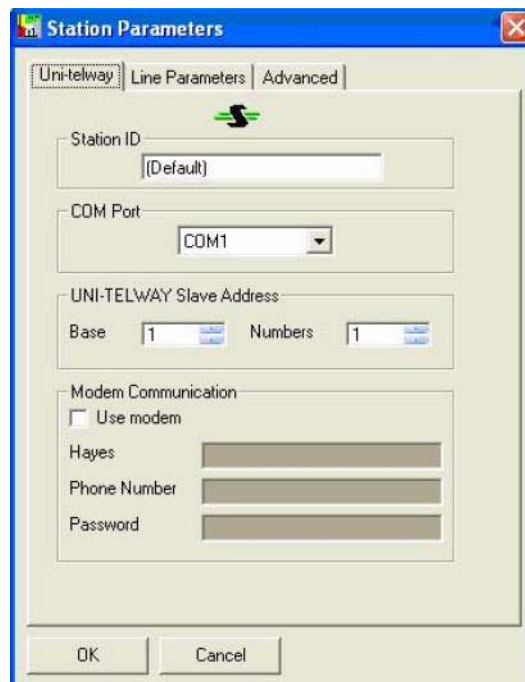 Station Parameters
Uni-telway Line Parameters Advanced
Station ID
(Default)
COM Port
COM1
UNI-TELWAY Slave Address
Base 1 Numbers 1
Modem Communication
Use modem
Hayes
Phone Number
Password
OK Cancel